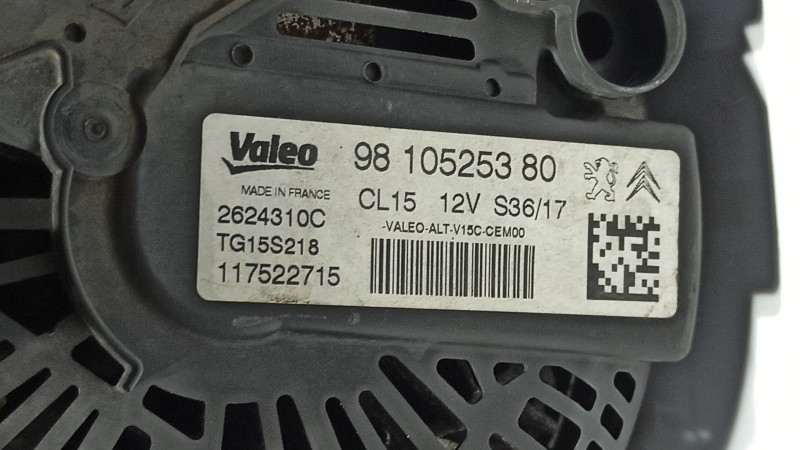 Valeo 98 105253 80
MADE IN FRANCE CL15 12V S36/17
2624310C -VALEO-ALT-V15C-CEM00
TG15S218
117522715